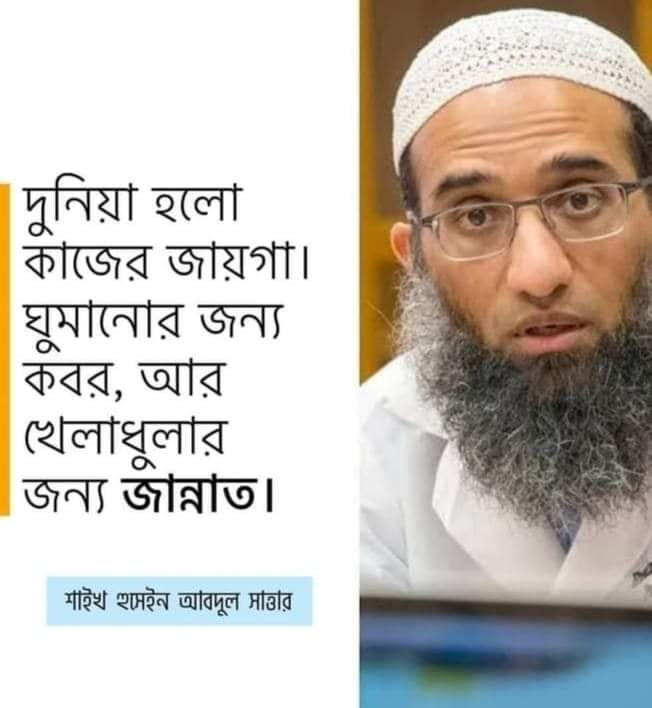 দুনিয়া হলো
কাজের জায়গা।
ঘুমানোর জন্য
কবর, আর
খেলাধুলার
জন্য জান্নাত।
শাইখ হুসেইন আবদুল সাত্তার